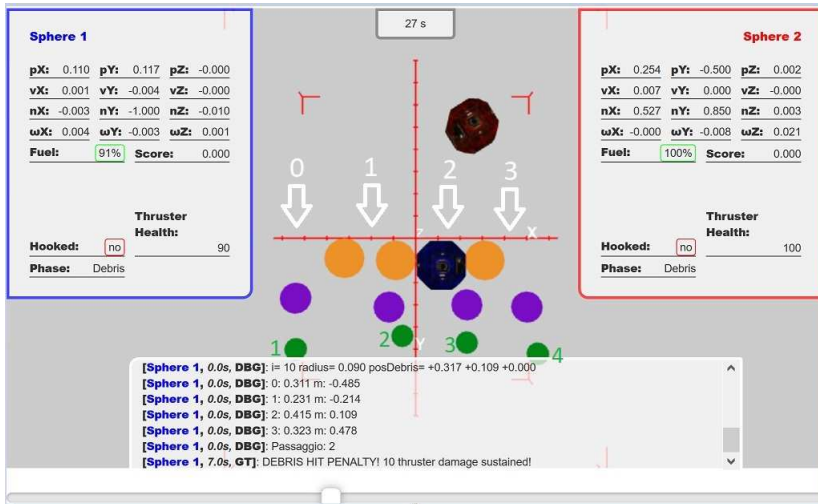 27 s
Sphere 1
pX: 0.110 pY: 0.117 pZ: -0.000
vX: 0.001 vY: -0.004 vZ: -0.000
nX: -0.003 nY: -1.000 nZ: -0.010
ωX: 0.004 ωY: -0.003 ωZ: 0.001
Fuel: 91% Score: 0.000
Thruster
Health:
Hooked: no 90
Phase: Debris
Sphere 2
pX: 0.254 pY: -0.500 pZ: 0.002
vX: 0.007 vY: 0.000 vZ: -0.000
nX: 0.527 nY: 0.850 nZ: 0.003
ωX: -0.000 ωY: -0.008 ωZ: 0.021
Fuel: 100% Score: 0.000
Thruster
Health:
Hooked: no 100
Phase: Debris
0 1 2 3
Z X
1 2 3 4
Y
[Sphere 1, 0.0s, DBG]: i= 10 radius= 0.090 posDebris= +0.317 +0.109 +0.000
[Sphere 1, 0.0s, DBG]: 0: 0.311 m: -0.485
[Sphere 1, 0.0s, DBG]: 1: 0.231 m: -0.214
[Sphere 1, 0.0s, DBG]: 2: 0.415 m: 0.109
[Sphere 1, 0.0s, DBG]: 3: 0.323 m: 0.478
[Sphere 1, 0.0s, DBG]: Passaggio: 2
[Sphere 1, 7.0s, GT]: DEBRIS HIT PENALTY! 10 thruster damage sustained!